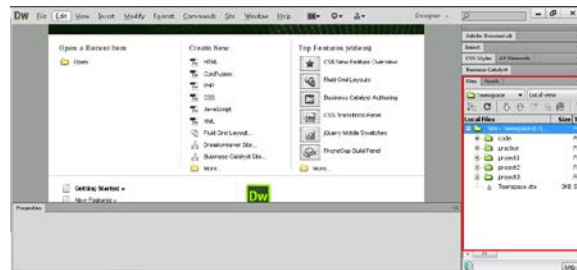 DW File Edit View Insert Modify Format Commands Site Window Help Designer
Adobe BrowserLab
Insert
CSS Styles AP Elements
Business Catalyst
Files Assets
Teenspace Local view
Local Files Size
code
practice
project1
project2
project3
Teenspace.ste 3KB
Log
Open a Recent Item
Open
Create New
HTML
ColdFusion
PHP
CSS
JavaScript
XML
Fluid Grid Layout...
Dreamweaver Site...
Business Catalyst Site...
More...
Top Features (videos)
CS6 New Feature Overview
Fluid Grid Layouts
Business Catalyst Authoring
CSS Transitions Panel
jQuery Mobile Swatches
PhoneGap Build Panel
More...
Getting Started »
New Features »
Dw
Properties